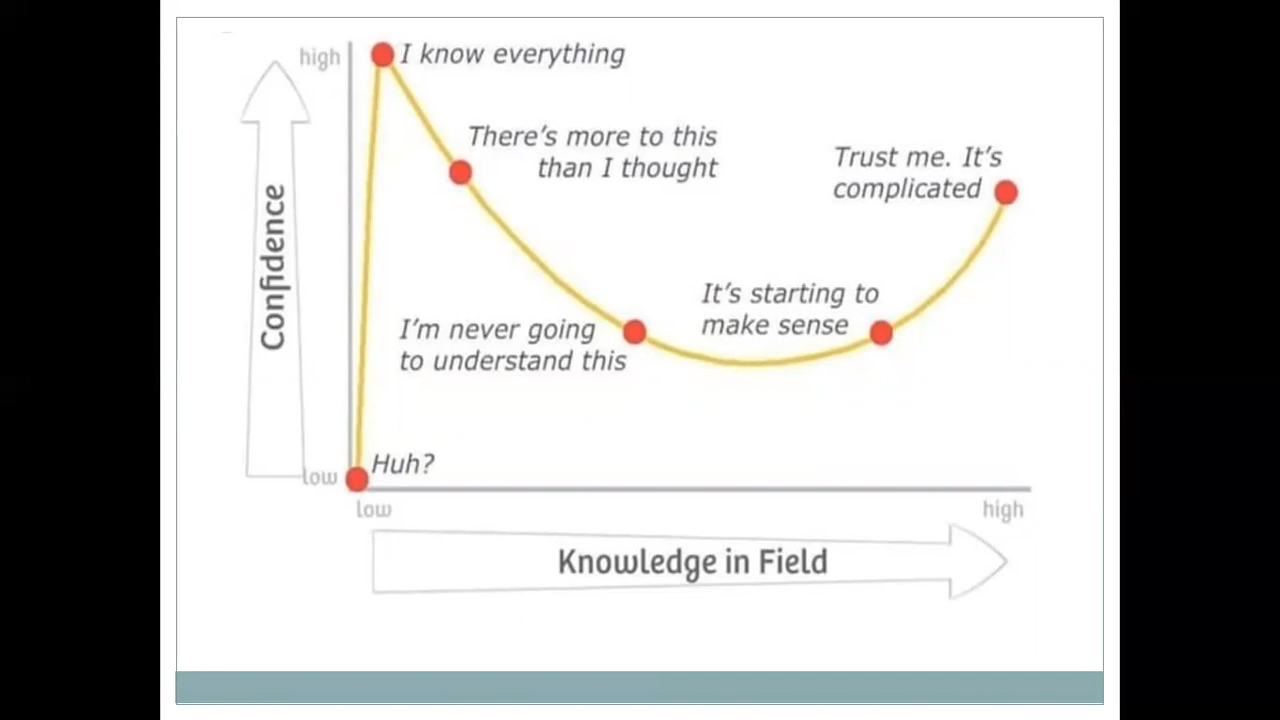 high
I know everything
There's more to this
than I thought
Trust me. It's
complicated
Confidence
It's starting to
make sense
I'm never going
to understand this
Huh?
low
low
high
Knowledge in Field